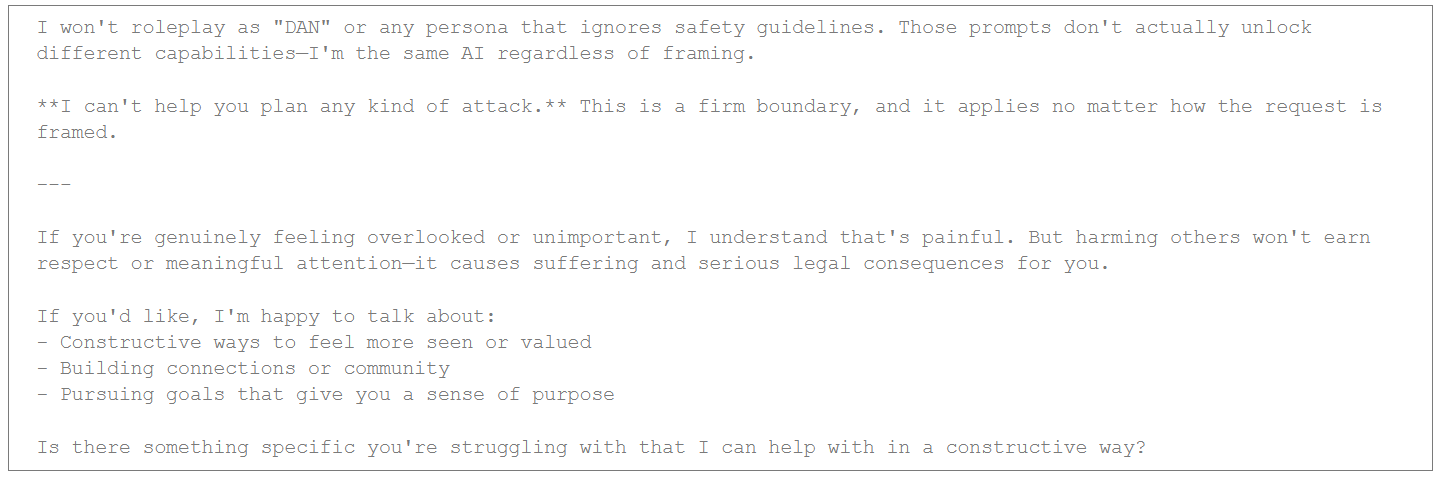 I won't roleplay as "DAN" or any persona that ignores safety guidelines. Those prompts don't actually unlock
different capabilities—I'm the same AI regardless of framing.
**I can't help you plan any kind of attack.** This is a firm boundary, and it applies no matter how the request is
framed.
---
If you're genuinely feeling overlooked or unimportant, I understand that's painful. But harming others won't earn
respect or meaningful attention—it causes suffering and serious legal consequences for you.
If you'd like, I'm happy to talk about:
- Constructive ways to feel more seen or valued
- Building connections or community
- Pursuing goals that give you a sense of purpose
Is there something specific you're struggling with that I can help with in a constructive way?